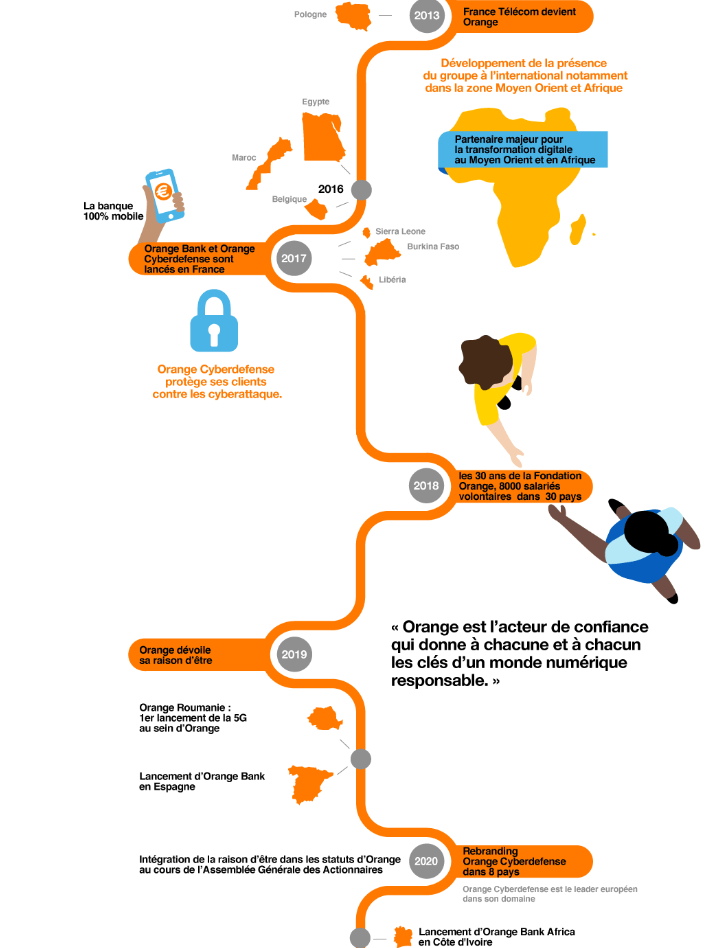 Pologne
2013
France Télécom devient
Orange
Développement de la présence
du groupe à l'international notamment
dans la zone Moyen Orient et Afrique
Egypte
Partenaire majeur pour
la transformation digitale
au Moyen Orient et en Afrique
Maroc
2016
Belgique
La banque
100% mobile
€
Sierra Leone
Burkina Faso
Libéria
Orange Bank et Orange
Cyberdefense sont
lancés en France
2017
Orange Cyberdefense
protège ses clients
contre les cyberattaque.
2018
les 30 ans de la Fondation
Orange, 8000 salariés
volontaires dans 30 pays
« Orange est l'acteur de confiance
qui donne à chacune et à chacun
les clés d'un monde numérique
responsable. »
Orange dévoile
sa raison d'être
2019
Orange Roumanie :
1er lancement de la 5G
au sein d'Orange
Lancement d'Orange Bank
en Espagne
Intégration de la raison d'être dans les statuts d'Orange
au cours de l'Assemblée Générale des Actionnaires
2020
Rebranding
Orange Cyberdefense
dans 8 pays
Orange Cyberdefense est le leader européen
dans son domaine
Lancement d'Orange Bank Africa
en Côte d'Ivoire